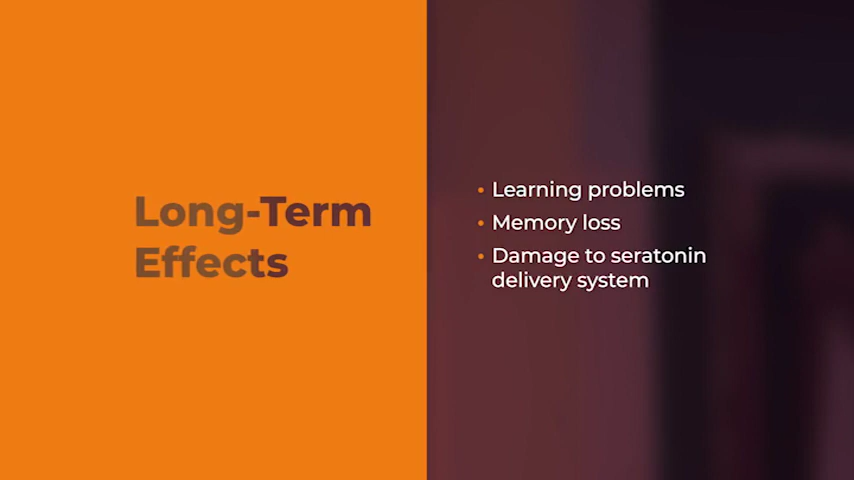 Long-Term
Effects
• Learning problems
• Memory loss
• Damage to seratonin
delivery system